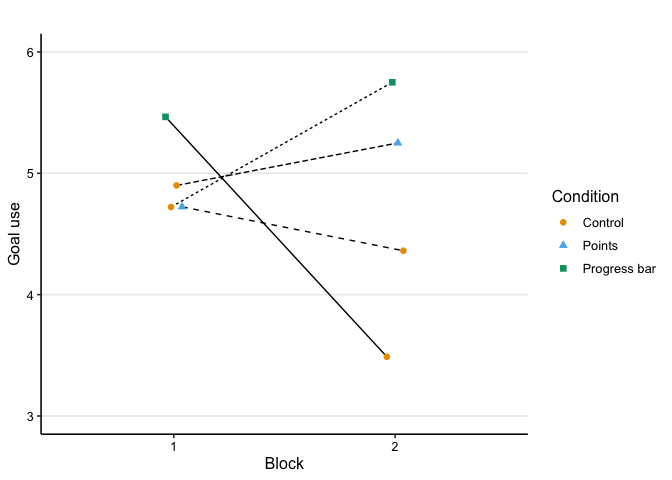 6
5
4
3
Goal use
1
2
Block
Condition
Control
Points
Progress bar